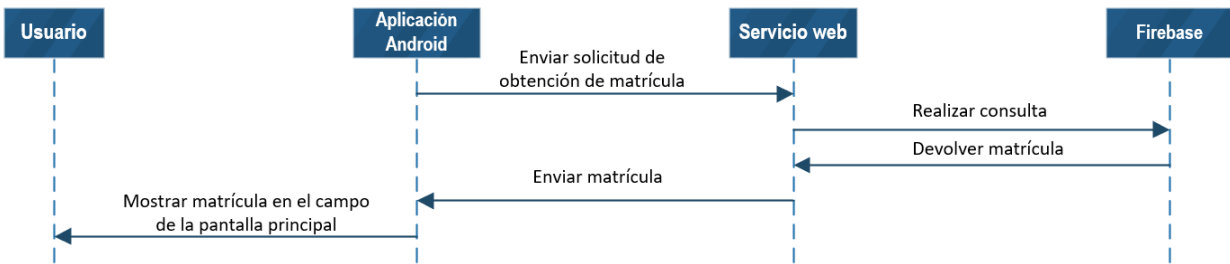 Usuario
Aplicación
Android
Servicio web
Firebase
Enviar solicitud de
obtención de matrícula
Realizar consulta
Devolver matrícula
Enviar matrícula
Mostrar matrícula en el campo
de la pantalla principal